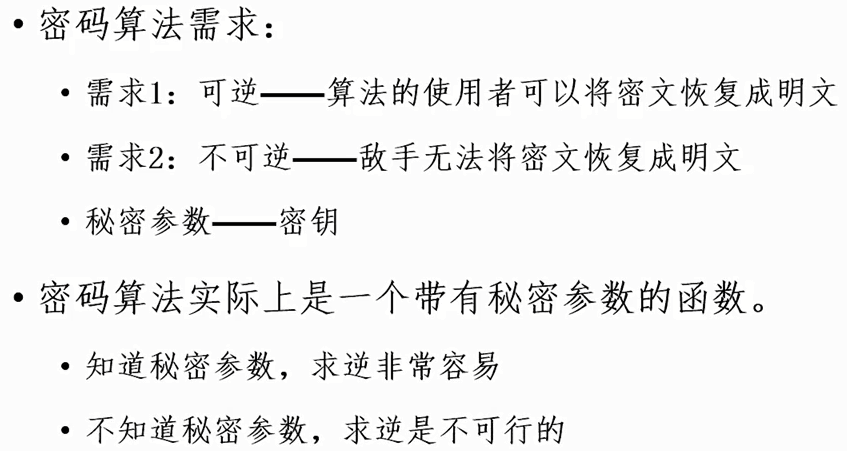 • 密码算法需求：
• 需求1：可逆——算法的使用者可以将密文恢复成明文
• 需求2：不可逆——敌手无法将密文恢复成明文
• 秘密参数——密钥
• 密码算法实际上是一个带有秘密参数的函数。
• 知道秘密参数，求逆非常容易
• 不知道秘密参数，求逆是不可行的